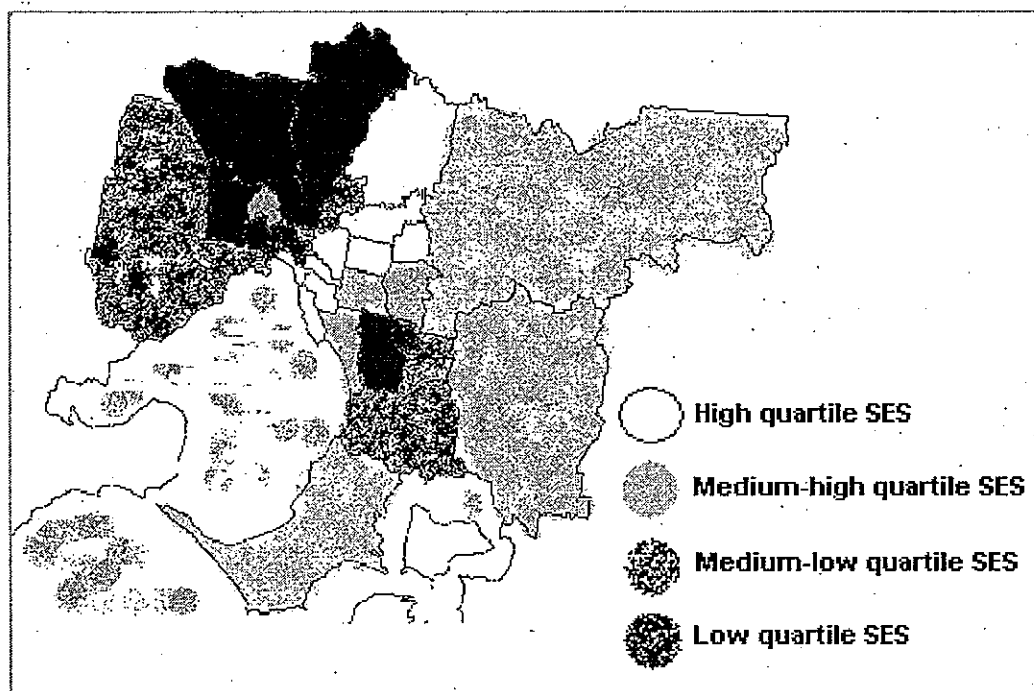 High quartile SES
Medium-high quartile SES
Medium-low quartile SES
Low quartile SES